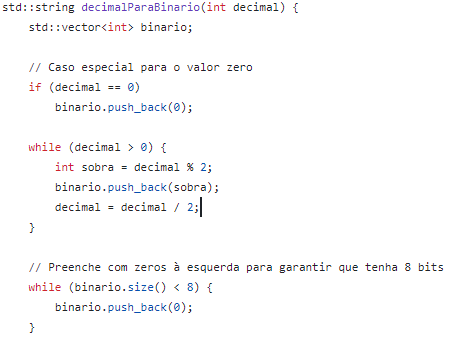 std::string decimalParaBinario(int decimal) {
    std::vector<int> binario;

    // Caso especial para o valor zero
    if (decimal == 0)
        binario.push_back(0);

    while (decimal > 0) {
        int sobra = decimal % 2;
        binario.push_back(sobra);
        decimal = decimal / 2;
    }

    // Preenche com zeros à esquerda para garantir que tenha 8 bits
    while (binario.size() < 8) {
        binario.push_back(0);
    }